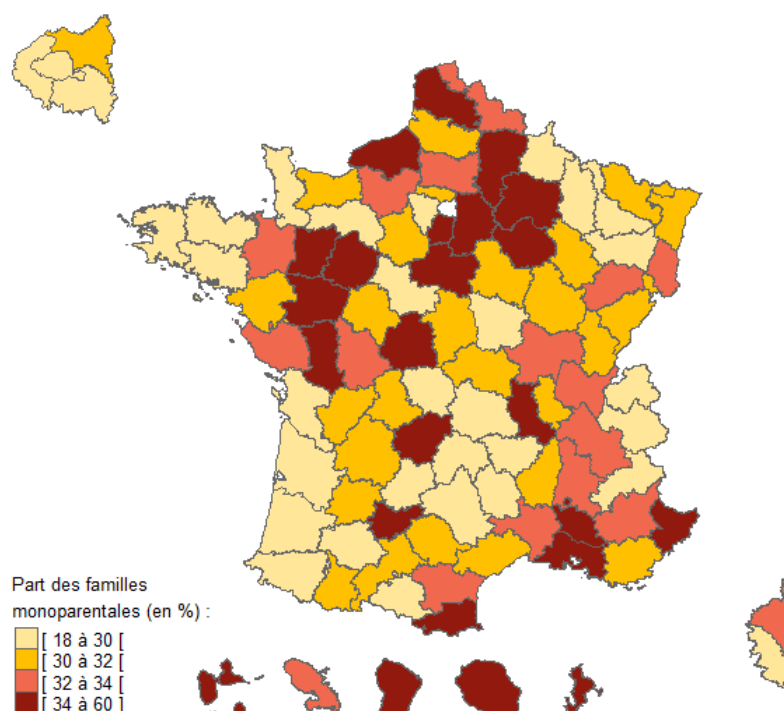 Part des familles
monoparentales (en %) :
[ 18 à 30 [
[ 30 à 32 [
[ 32 à 34 [
[ 34 à 60 ]